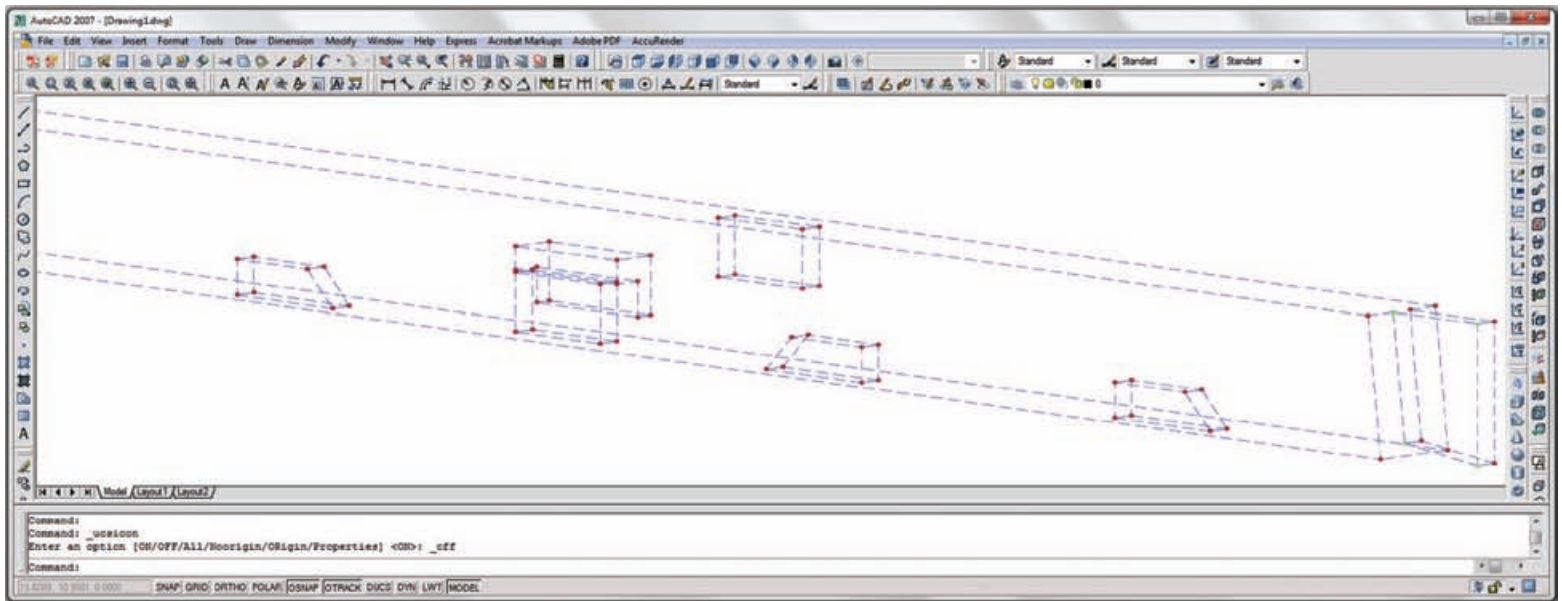 AutoCAD 2007 - [Drawing1.dwg]
File Edit View Insert Format Tools Draw Dimension Modify Window Help Express Acrobat Markups Adobe PDF AccuRender
Standard Standard Standard
Standard 0
Model Layout1 Layout2
Command:
Command: _ucsicon
Enter an option [ON/OFF/All/Noorigin/ORigin/Properties] <ON>: _off
Command:
SNAP GRID ORTHO POLAR OSNAP OTRACK DUCS DYN LWT MODEL